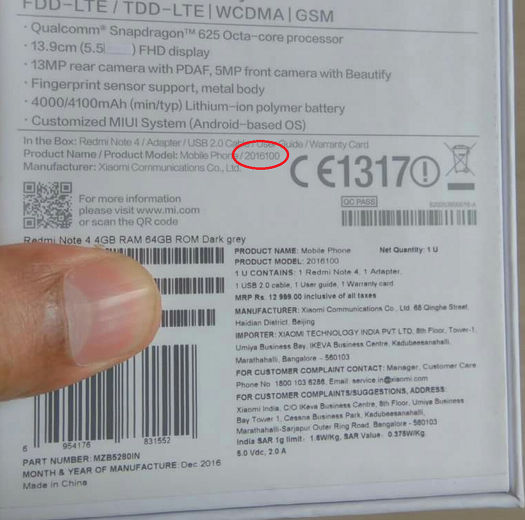 FDD-LTE / TDD-LTE | WCDMA | GSM
· Qualcomm® Snapdragon™ 625 Octa-core processor
· 13.9cm (5.5 ) FHD display
· 13MP rear camera with PDAF, 5MP front camera with Beautify
· Fingerprint sensor support, metal body
· 4000/4100mAh (min/typ) Lithium-ion polymer battery
· Customized MIUI System (Android-based OS)
In the Box: Redmi Note 4 / Adapter / USB 2.0 Cable / User Guide / Warranty Card
Product Name / Product Model: Mobile Phone / 2016100
Manufacturer: Xiaomi Communications Co., Ltd.
CE1317
For more information
please visit www.mi.com
or scan the QR code
QC PASS
Redmi Note 4 4GB RAM 64GB ROM Dark grey
PRODUCT NAME: Mobile Phone Net Quantity: 1 U
PRODUCT MODEL: 2016100
1 U CONTAINS: 1 Redmi Note 4, 1 Adapter,
1 USB 2.0 cable, 1 User guide, 1 Warranty card
MRP Rs. 12 999.00 inclusive of all taxes
MANUFACTURER: Xiaomi Communications Co., Ltd. 68 Qinghe Street,
Haidian District. Beijing
IMPORTER: XIAOMI TECHNOLOGY INDIA PVT LTD, 8th Floor, Tower-1,
Umiya Business Bay, IKEVA Business Centre, Kadubeesanahalli,
Marathahalli, Bangalore - 560103
FOR CUSTOMER COMPLAINT CONTACT: Manager, Customer Care
Phone No 1800 103 6286, Email: service.in@xiaomi.com
FOR CUSTOMER COMPLAINTS/SUGGESTIONS, ADDRESS:
Xiaomi India, C/O IKeva Business Centre, 8th Floor, Umiya Business
Bay Tower 1, Cessna Business Park, Kadubeesanahalli,
Marathahalli-Sarjapur Outer Ring Road. Bangalore - 560103
India SAR 1g limit: 1.6W/Kg, SAR Value: 0.378W/Kg.
5.0 Vdc, 2.0 A
6 954176 831552
PART NUMBER: MZB5280IN
MONTH & YEAR OF MANUFACTURE: Dec 2016
Made in China